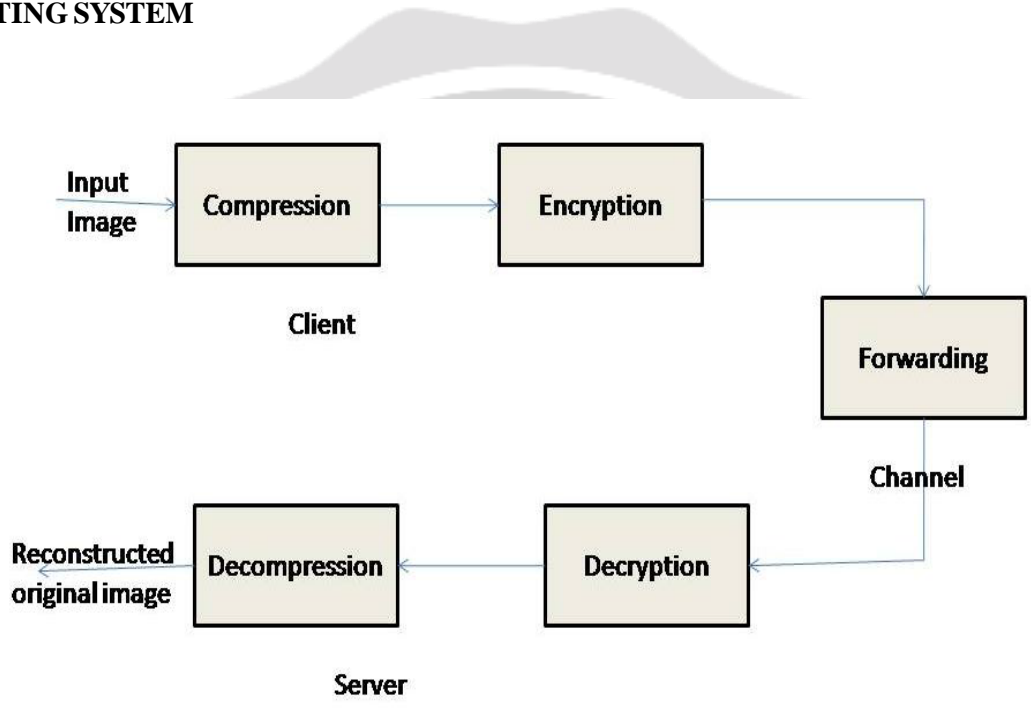 TING SYSTEM
Input
Image
Compression
Encryption
Client
Forwarding
Channel
Reconstructed
original image
Decompression
Decryption
Server